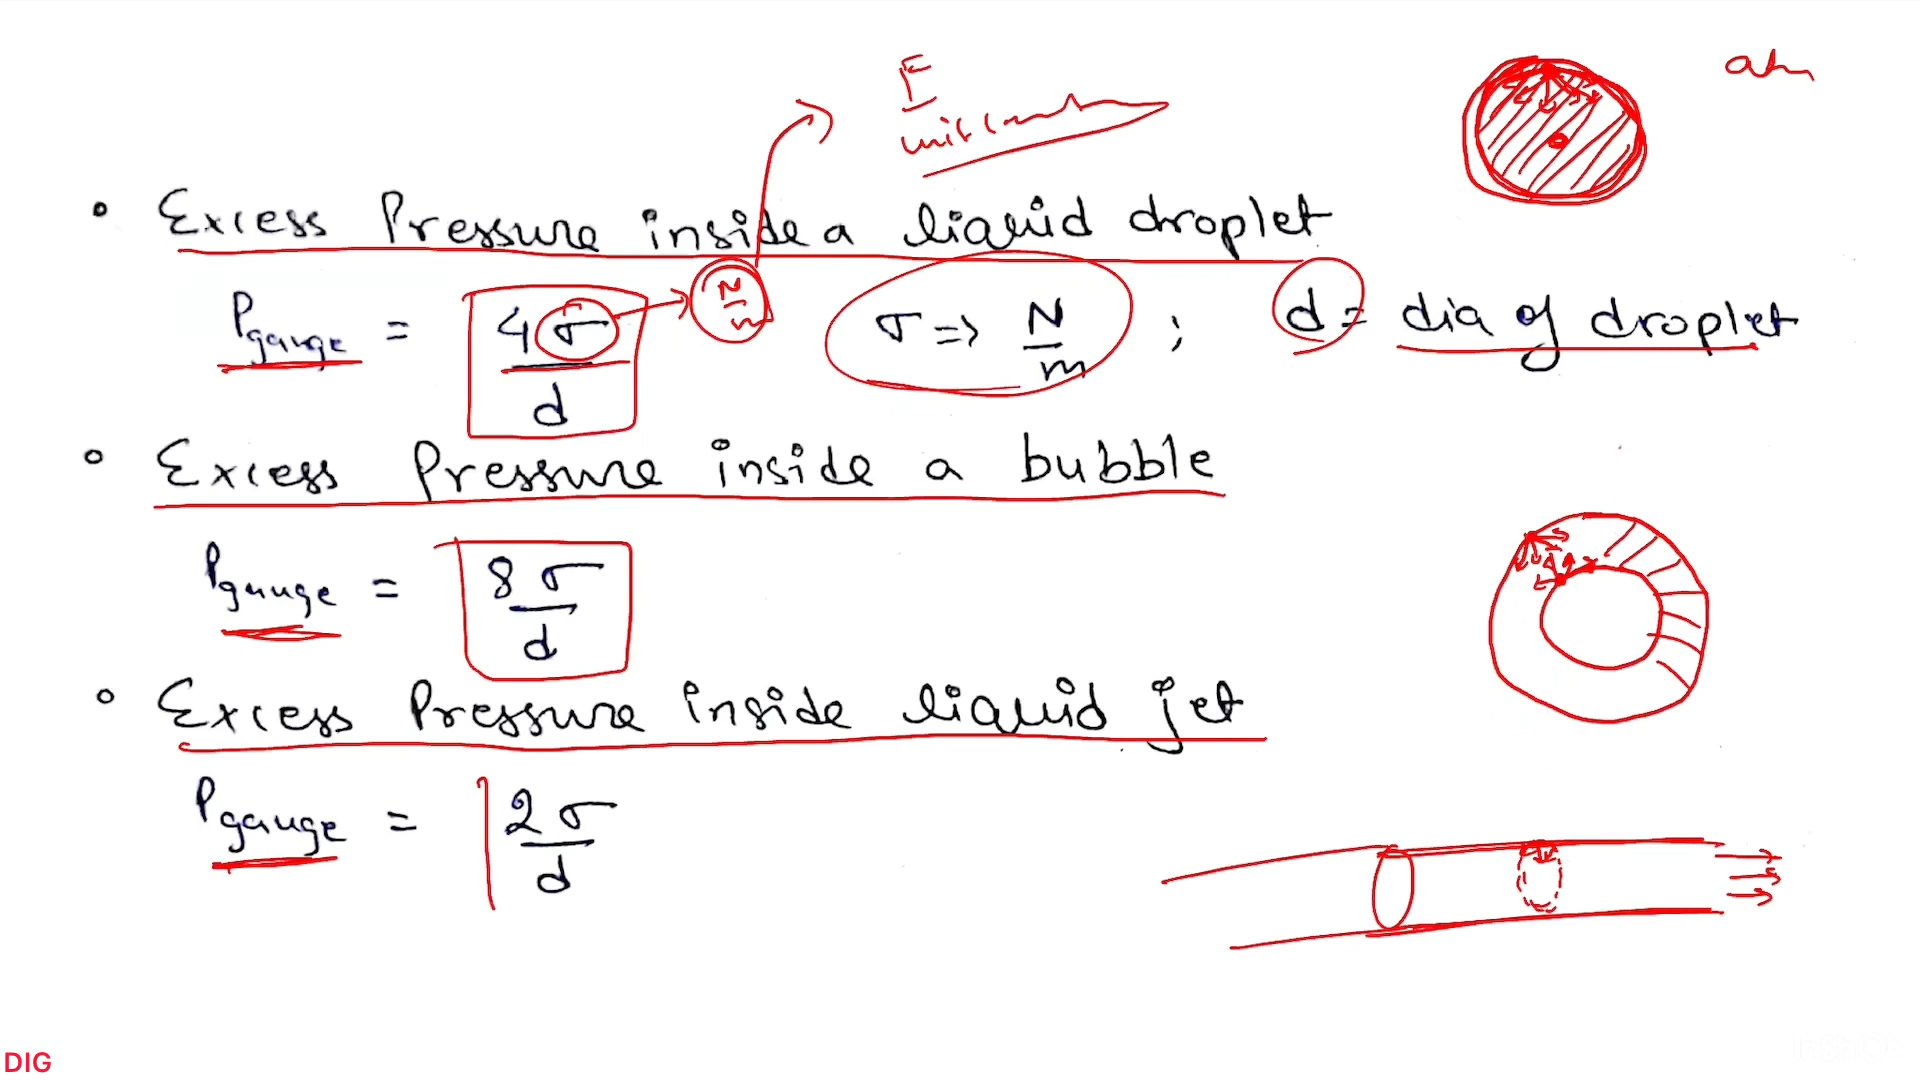 F
unit
atm
• Excess Pressure inside a liquid droplet
Pgauge = 4σ/d → N/m σ => N/m ; d = dia of droplet
• Excess Pressure inside a bubble
Pgauge = 8σ/d
• Excess Pressure inside liquid jet
Pgauge = 2σ/d
DIG